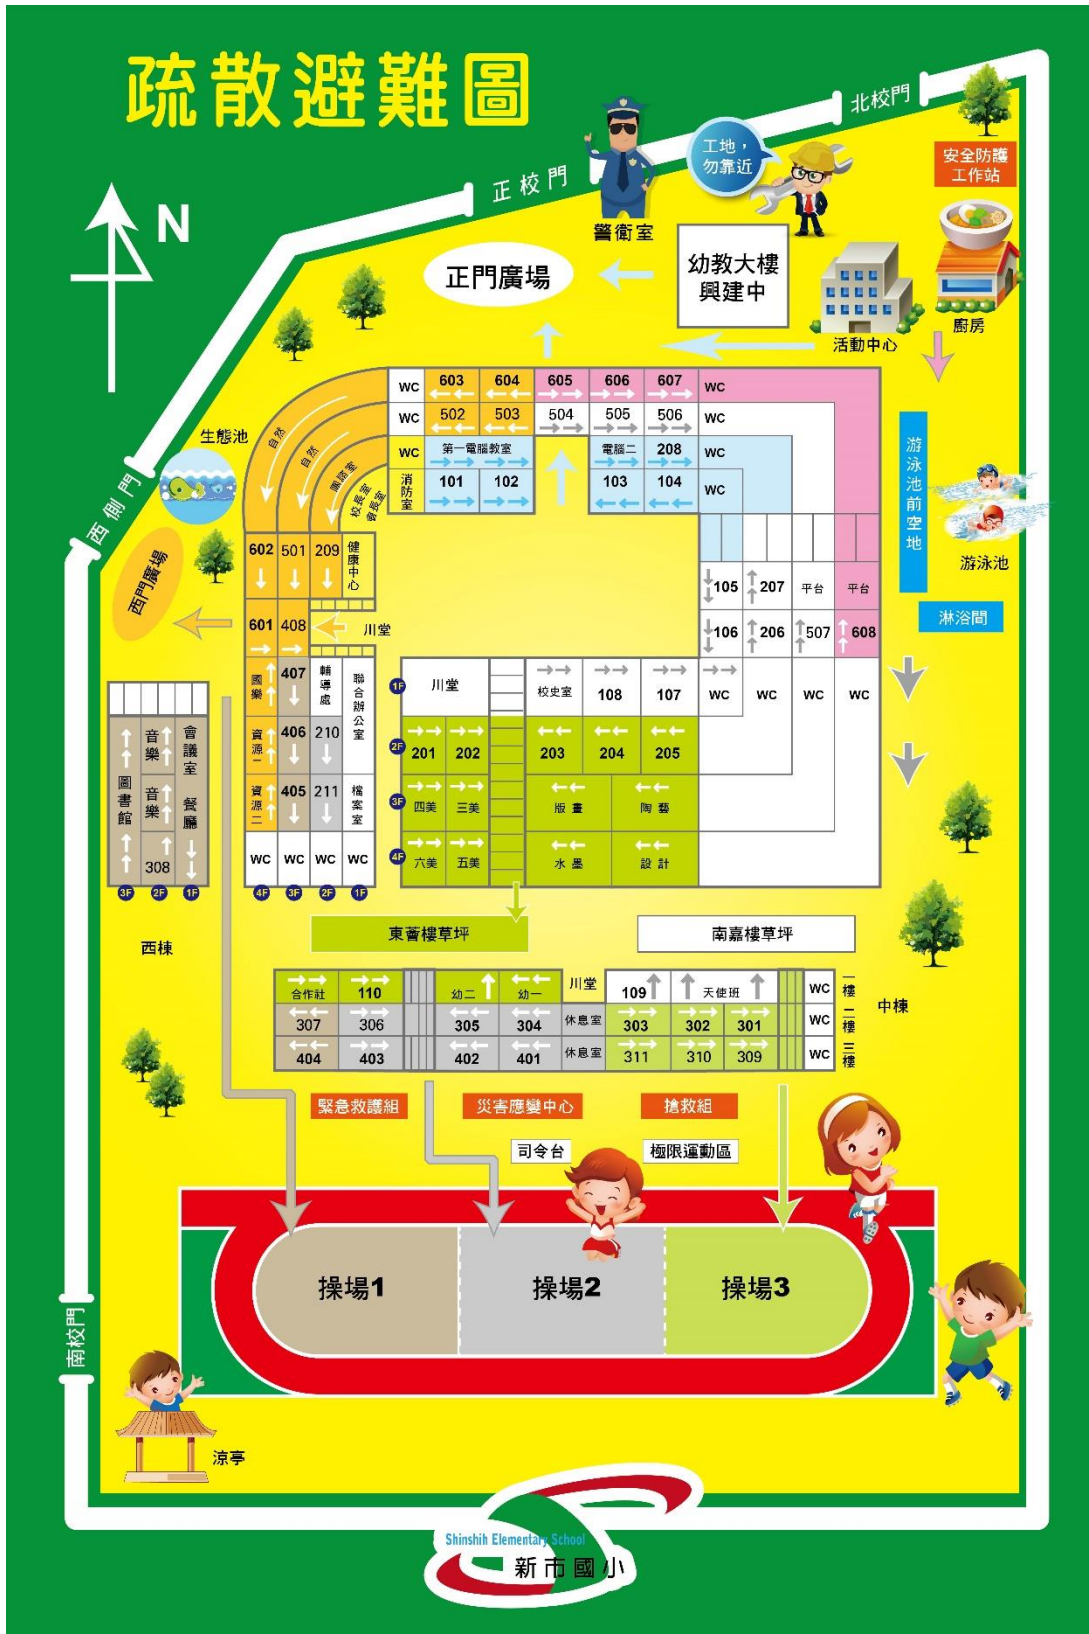 疏散避難圖
北校門
正校門
工地，
勿靠近
安全防護
工作站
N
警衛室
正門廣場
幼教大樓
興建中
活動中心
廚房
WC 603 604 605 606 607 WC
WC 502 503 504 505 506 WC
WC 第一電腦教室 電腦二 208 WC
消防室 101 102 103 104 WC
自然
自然
團諮室
校長室
會長室
生態池
西側門
西門廣場
游泳池前空地
游泳池
淋浴間
602 501 209 健康中心
601 408 川堂
105 207 平台 平台
106 206 507 608
國樂 407 輔導處 聯合辦公室
資源一 406 210
資源二 405 211 檔案室
WC WC WC WC
4F 3F 2F 1F
圖書館 音樂 會議室
音樂 餐廳
308
3F 2F 1F
西棟
1F 川堂 校史室 108 107 WC WC WC WC
2F 201 202 203 204 205
3F 四美 三美 版畫 陶藝
4F 六美 五美 水墨 設計
東薈樓草坪
南嘉樓草坪
合作社 110 幼二 幼一 川堂 109 天使班 WC 一樓
307 306 305 304 休息室 303 302 301 WC 二樓
404 403 402 401 休息室 311 310 309 WC 三樓
中棟
緊急救護組
災害應變中心
搶救組
司令台
極限運動區
操場1
操場2
操場3
南校門
涼亭
Shinshih Elementary School
新市國小